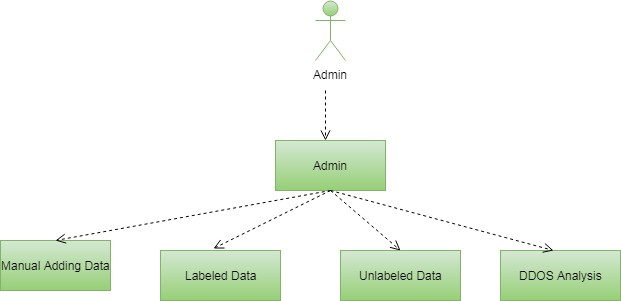 Admin
Admin
Manual Adding Data
Labeled Data
Unlabeled Data
DDOS Analysis